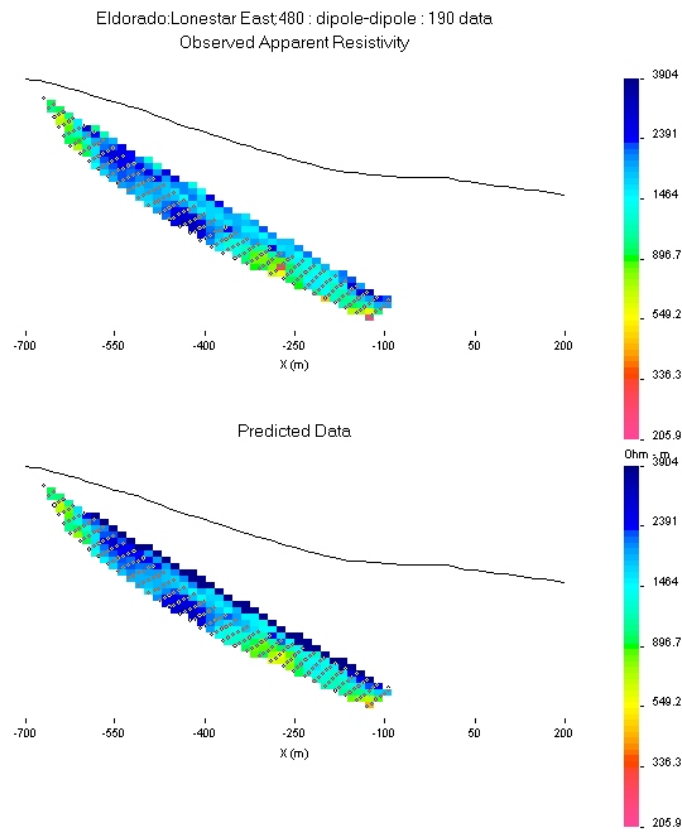 Eldorado:Lonestar East;480 : dipole-dipole : 190 data
Observed Apparent Resistivity
3904
2391
1464
896.7
549.2
336.3
205.9
Ohm - m
-700 -550 -400 -250 -100 50 200
X (m)
Predicted Data
3904
2391
1464
896.7
549.2
336.3
205.9
-700 -550 -400 -250 -100 50 200
X (m)